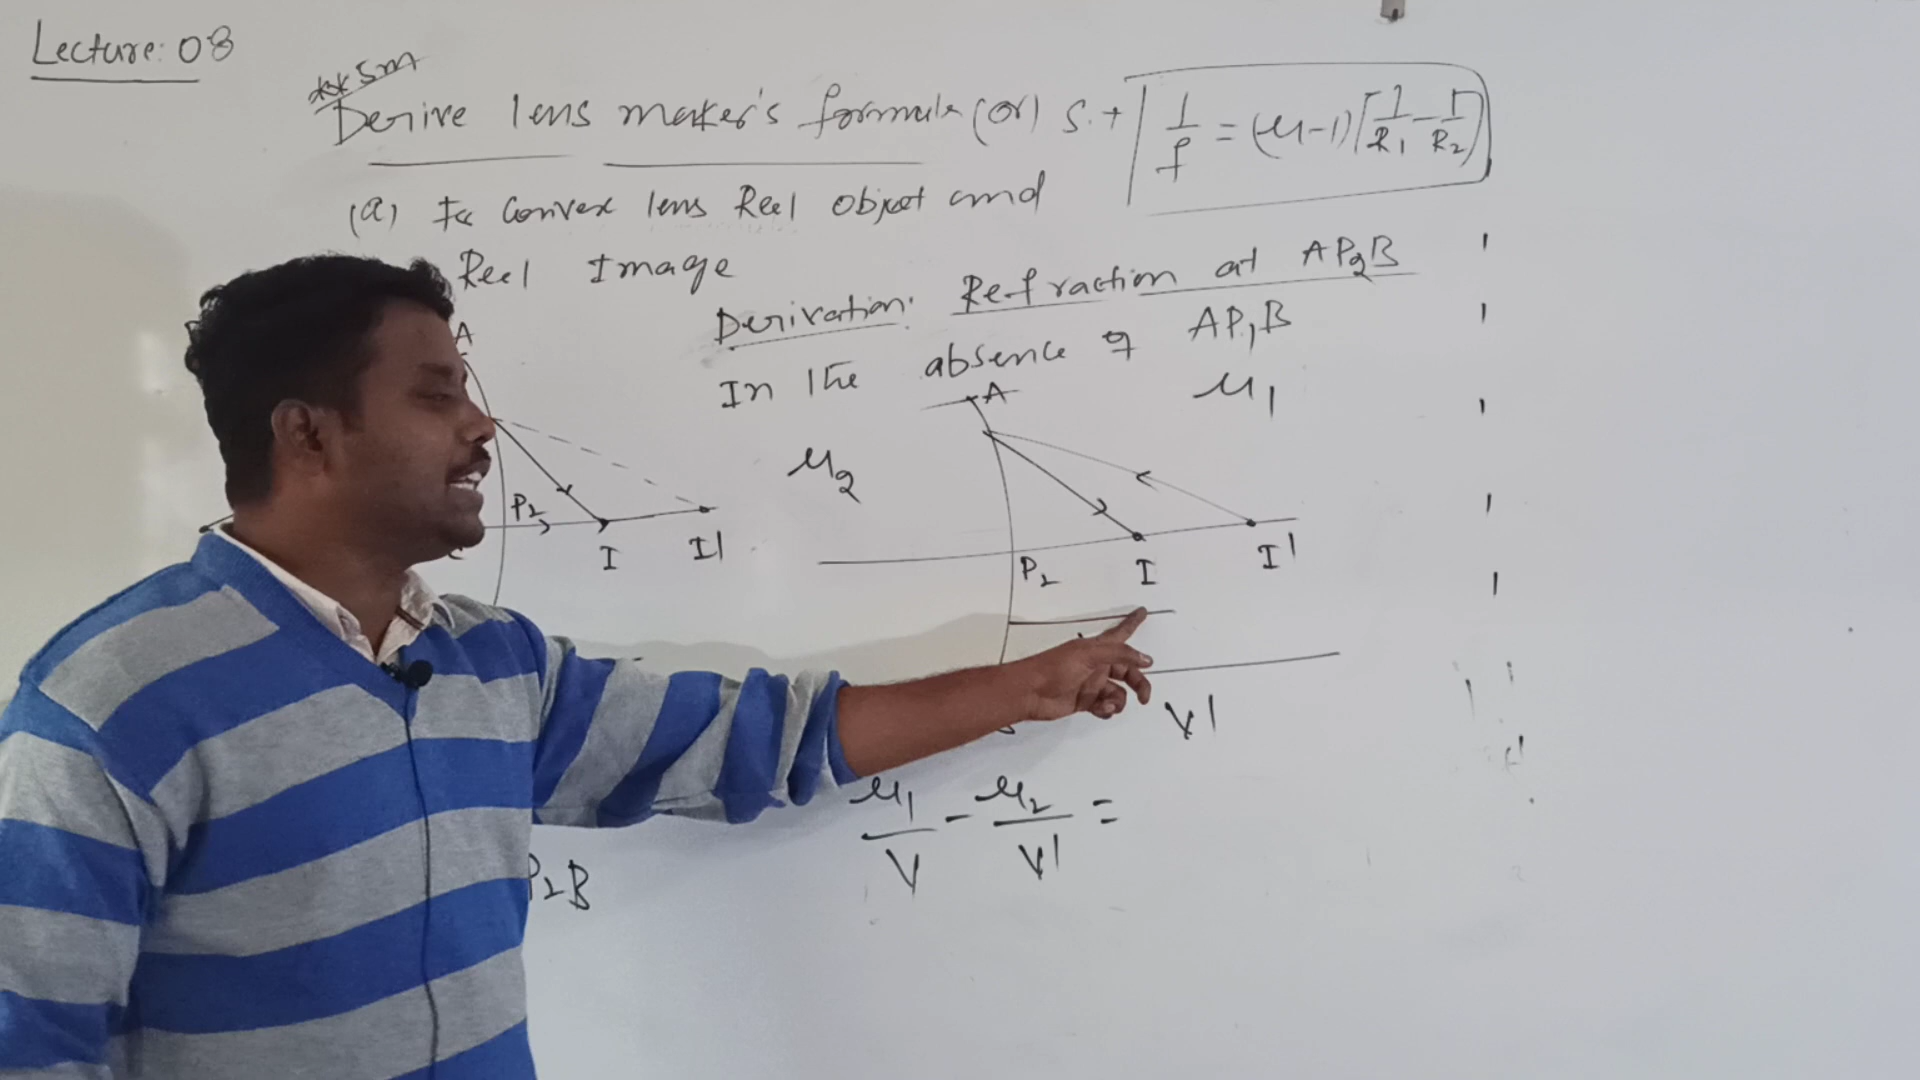 Lecture: 08
** 5m
Derive lens maker's formula (or) S.t 1/f = (μ-1)[1/R₁ - 1/R₂]
(a) For Convex lens Real object and
Real Image
Derivation: Refraction at AP₂B
In the absence of AP₁B
A
P₂
I
I'
μ₂
μ₁
A
P₂
I
I'
V'
μ₁/V - μ₂/V' =
P₂B